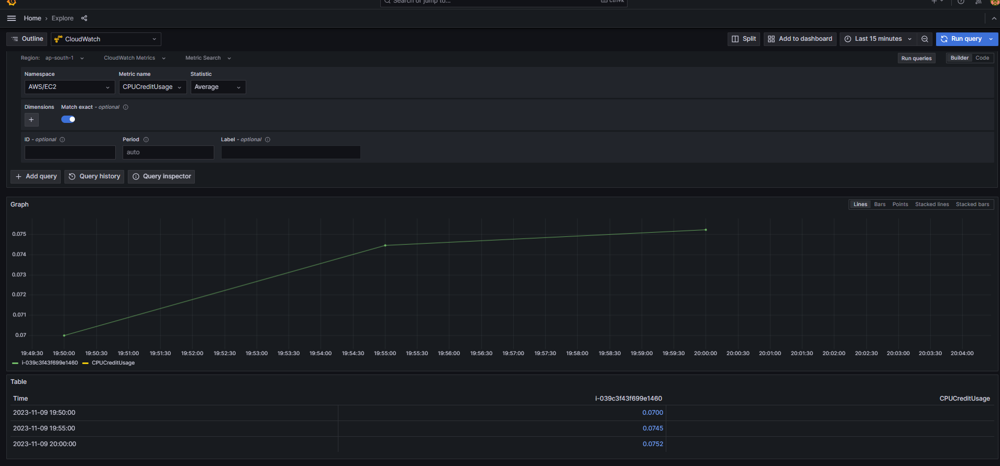 Search or jump to... ctrl+k
Home › Explore
Outline CloudWatch Split Add to dashboard Last 15 minutes Run query
Region: ap-south-1 CloudWatch Metrics Metric Search Run queries Builder Code
Namespace Metric name Statistic
AWS/EC2 CPUCreditUsage Average
Dimensions Match exact - optional
ID - optional Period Label - optional
auto
Add query Query history Query inspector
Graph Lines Bars Points Stacked lines Stacked bars
0.075
0.074
0.073
0.072
0.071
0.07
19:49:30 19:50:00 19:50:30 19:51:00 19:51:30 19:52:00 19:52:30 19:53:00 19:53:30 19:54:00 19:54:30 19:55:00 19:55:30 19:56:00 19:56:30 19:57:00 19:57:30 19:58:00 19:58:30 19:59:00 19:59:30 20:00:00 20:00:30 20:01:00 20:01:30 20:02:00 20:02:30 20:03:00 20:03:30 20:04:00
i-039c3f43f699e1460 CPUCreditUsage
Table
Time i-039c3f43f699e1460 CPUCreditUsage
2023-11-09 19:50:00 0.0700
2023-11-09 19:55:00 0.0745
2023-11-09 20:00:00 0.0752